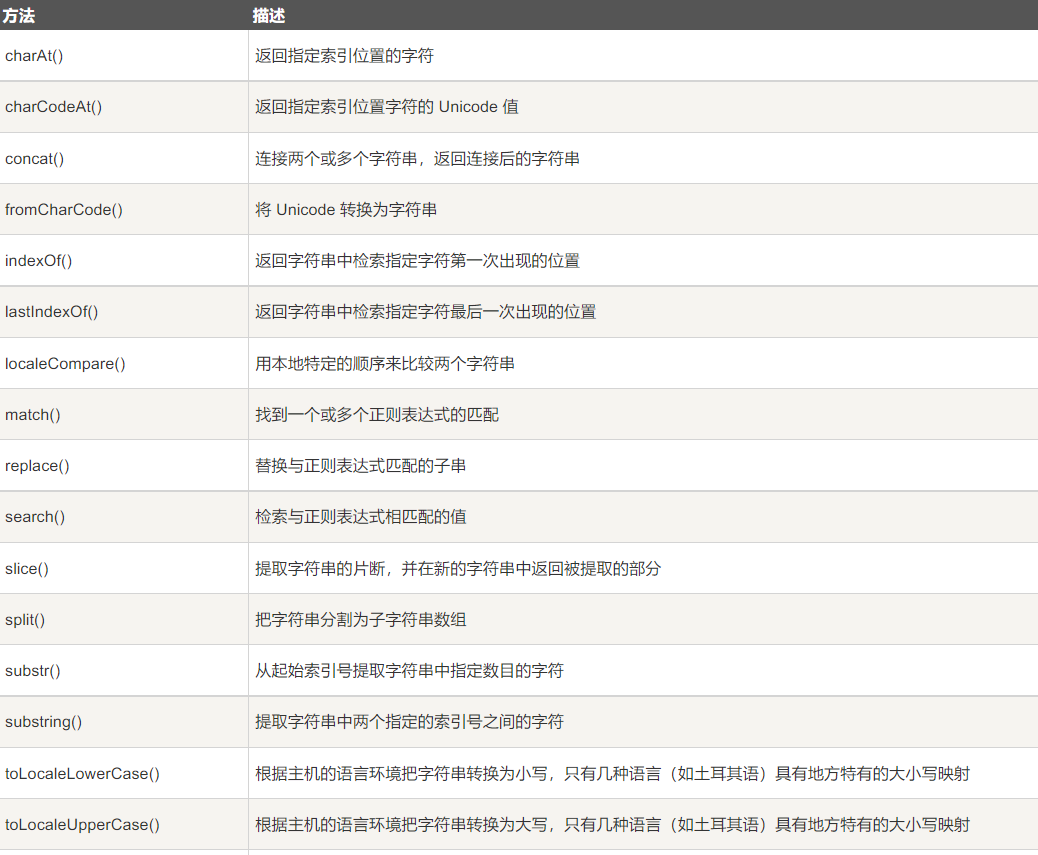 方法 描述
charAt() 返回指定索引位置的字符
charCodeAt() 返回指定索引位置字符的 Unicode 值
concat() 连接两个或多个字符串，返回连接后的字符串
fromCharCode() 将 Unicode 转换为字符串
indexOf() 返回字符串中检索指定字符第一次出现的位置
lastIndexOf() 返回字符串中检索指定字符最后一次出现的位置
localeCompare() 用本地特定的顺序来比较两个字符串
match() 找到一个或多个正则表达式的匹配
replace() 替换与正则表达式匹配的子串
search() 检索与正则表达式相匹配的值
slice() 提取字符串的片断，并在新的字符串中返回被提取的部分
split() 把字符串分割为子字符串数组
substr() 从起始索引号提取字符串中指定数目的字符
substring() 提取字符串中两个指定的索引号之间的字符
toLocaleLowerCase() 根据主机的语言环境把字符串转换为小写，只有几种语言（如土耳其语）具有地方特有的大小写映射
toLocaleUpperCase() 根据主机的语言环境把字符串转换为大写，只有几种语言（如土耳其语）具有地方特有的大小写映射